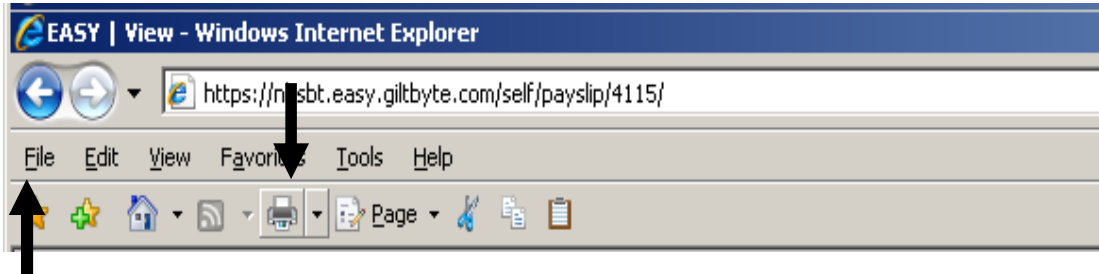 EASY | View - Windows Internet Explorer
https://n sbt.easy.giltbyte.com/self/payslip/4115/
File Edit View Tools Help
Page